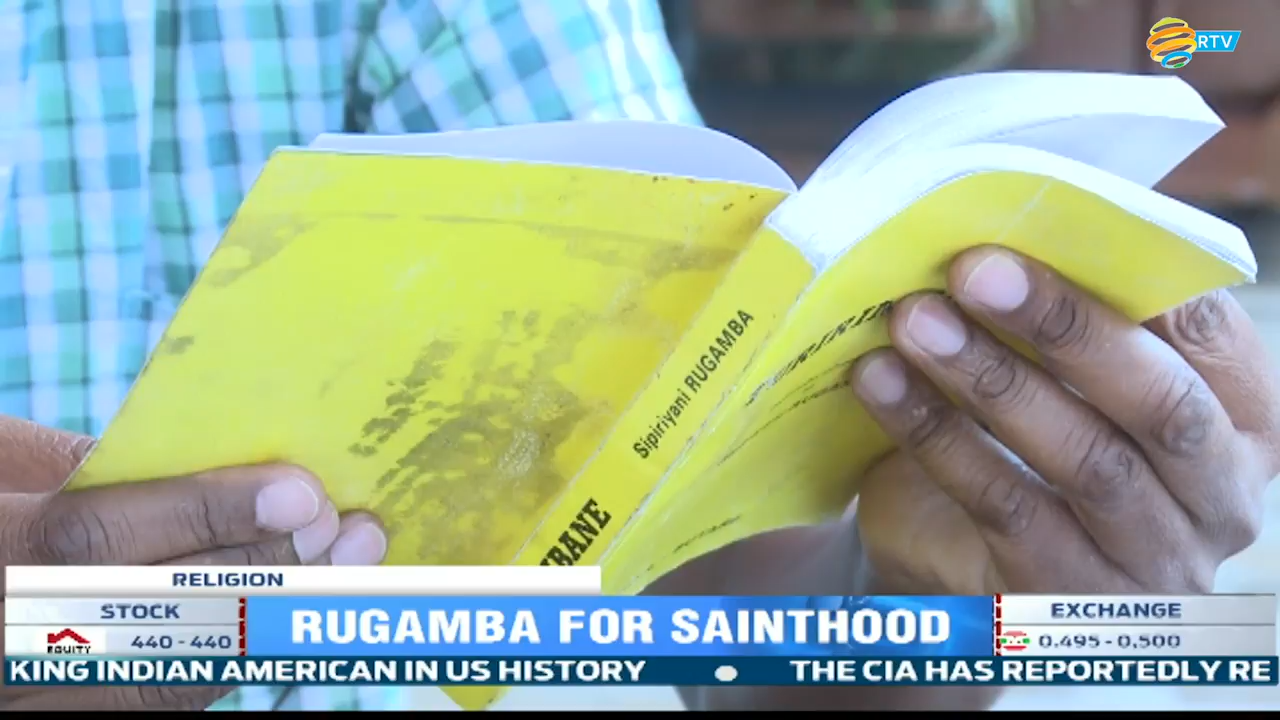 RTV
Sipiriyani RUGAMBA
BANE
RELIGION
STOCK
EQUITY
440 - 440
RUGAMBA FOR SAINTHOOD
EXCHANGE
0.495 - 0,500
KING INDIAN AMERICAN IN US HISTORY
THE CIA HAS REPORTEDLY RE